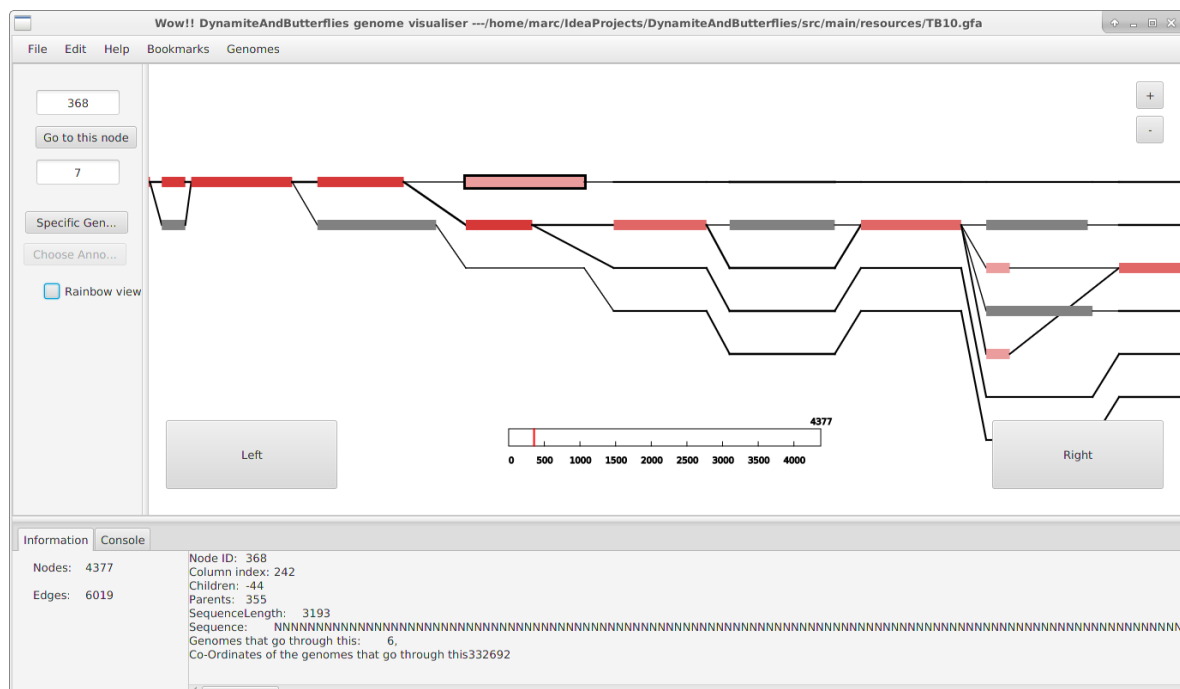 Wow!! DynamiteAndButterflies genome visualiser ---/home/marc/IdeaProjects/DynamiteAndButterflies/src/main/resources/TB10.gfa
File Edit Help Bookmarks Genomes
368
Go to this node
7
Specific Gen...
Choose Anno...
Rainbow view
+
-
4377
0 500 1000 1500 2000 2500 3000 3500 4000
Left
Right
Information Console
Nodes: 4377
Edges: 6019
Node ID: 368
Column index: 242
Children: -44
Parents: 355
SequenceLength: 3193
Sequence: NNNNNNNNNNNNNNNNNNNNNNNNNNNNNNNNNNNNNNNNNNNNNNNNNNNNNNNNNNNNNNNNNNNNNNNNNNNNNNNNNNNNNNNNNNNNNNNNNNNNNNNNNNNNNNNNNNNN
Genomes that go through this: 6,
Co-Ordinates of the genomes that go through this332692